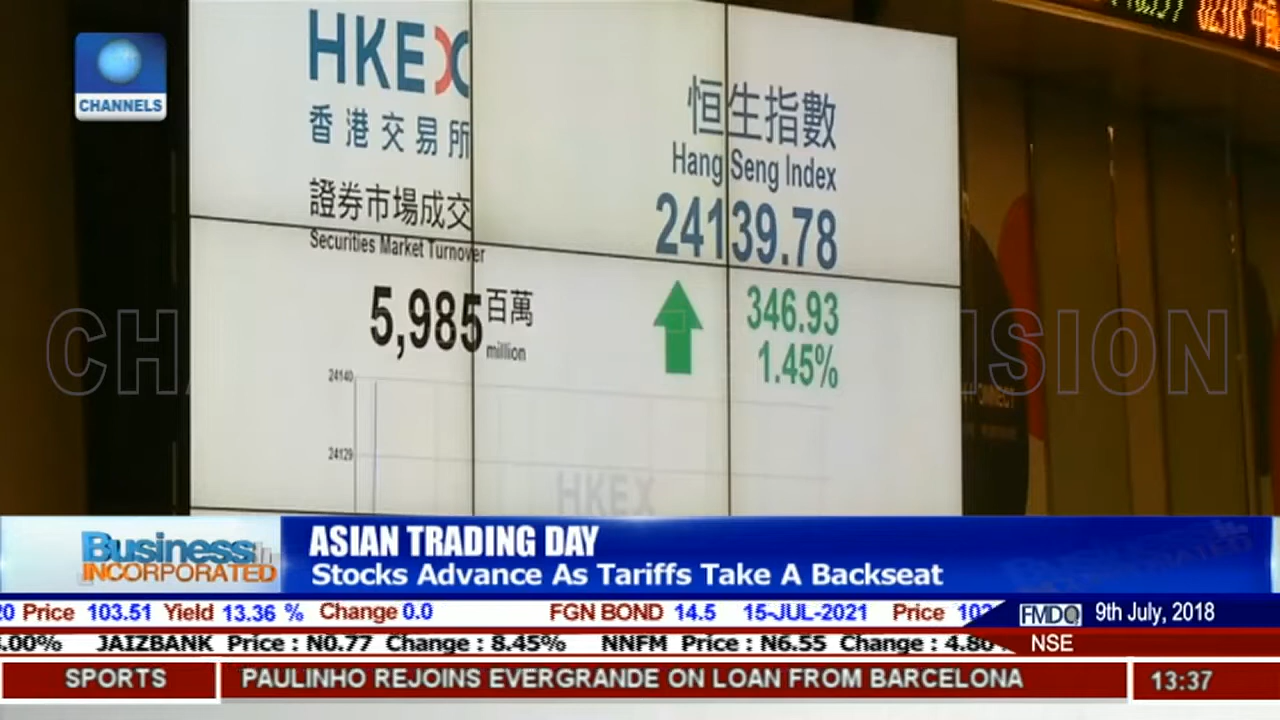 CHANNELS
HKEX
香港交易所
證券市場成交
Securities Market Turnover
5,985 百萬
million
24140
24129
恒生指數
Hang Seng Index
24139.78
346.93
1.45%
HKEX
Business
INCORPORATED
ASIAN TRADING DAY
Stocks Advance As Tariffs Take A Backseat
Price 103.51 Yield 13.36 % Change 0.0 FGN BOND 14.5 15-JUL-2021 Price
FMDQ 9th July, 2018
.00% JAIZBANK Price : N0.77 Change : 8.45% NNFM Price : N6.55 Change : 4.80
NSE
SPORTS
PAULINHO REJOINS EVERGRANDE ON LOAN FROM BARCELONA
13:37